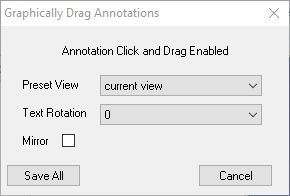 Graphically Drag Annotations
Annotation Click and Drag Enabled
Preset View current view
Text Rotation 0
Mirror
Save All Cancel